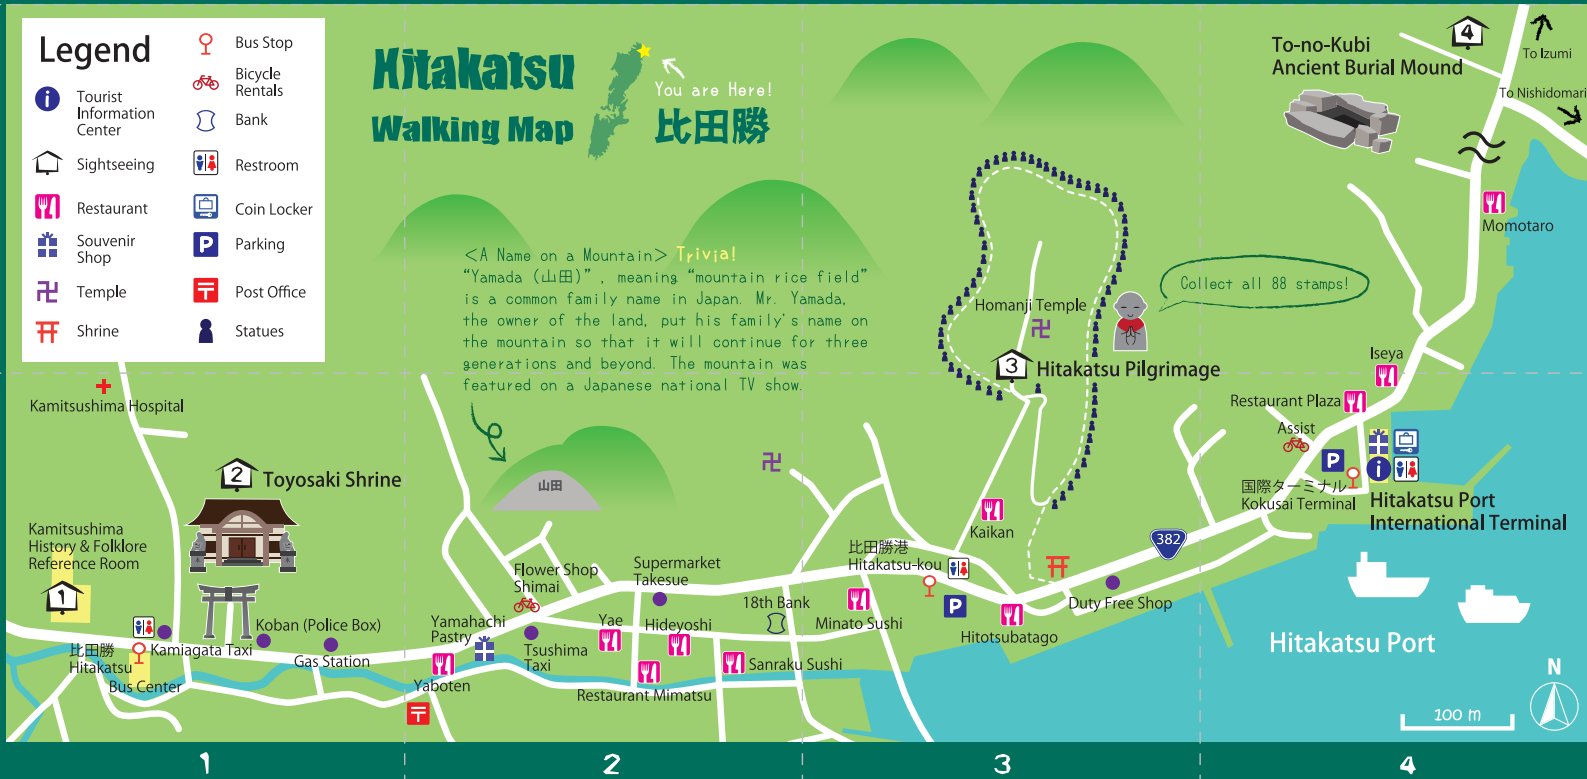 Legend
Tourist
Information
Center
Sightseeing
Restaurant
Souvenir
Shop
Temple
Shrine
Bus Stop
Bicycle
Rentals
Bank
Restroom
Coin Locker
P
Parking
Post Office
Statues
Hitakatsu
Walking Map
You are Here!
比田勝
<A Name on a Mountain> Trivia!
“Yamada (山田)”, meaning “mountain rice field”
is a common family name in Japan. Mr. Yamada,
the owner of the land, put his family's name on
the mountain so that it will continue for three
generations and beyond. The mountain was
featured on a Japanese national TV show.
山田
4
To-no-Kubi
Ancient Burial Mound
To Izumi
To Nishidomari
Momotaro
Collect all 88 stamps!
Homanji Temple
3
Hitakatsu Pilgrimage
Iseya
Restaurant Plaza
Assist
P
国際ターミナル
Kokusai Terminal
Hitakatsu Port
International Terminal
Kamitsushima Hospital
2
Toyosaki Shrine
Kamitsushima
History & Folklore
Reference Room
1
比田勝
Hitakatsu
Bus Center
Kamiagata Taxi
Koban (Police Box)
Gas Station
Flower Shop
Shimai
Yamahachi
Pastry
Yaboten
Tsushima
Taxi
Yae
Supermarket
Takesue
Hideyoshi
Restaurant Mimatsu
18th Bank
Sanraku Sushi
Minato Sushi
比田勝港
Hitakatsu-kou
P
Kaikan
Hitotsubatago
382
Duty Free Shop
Hitakatsu Port
N
100 m
1
2
3
4